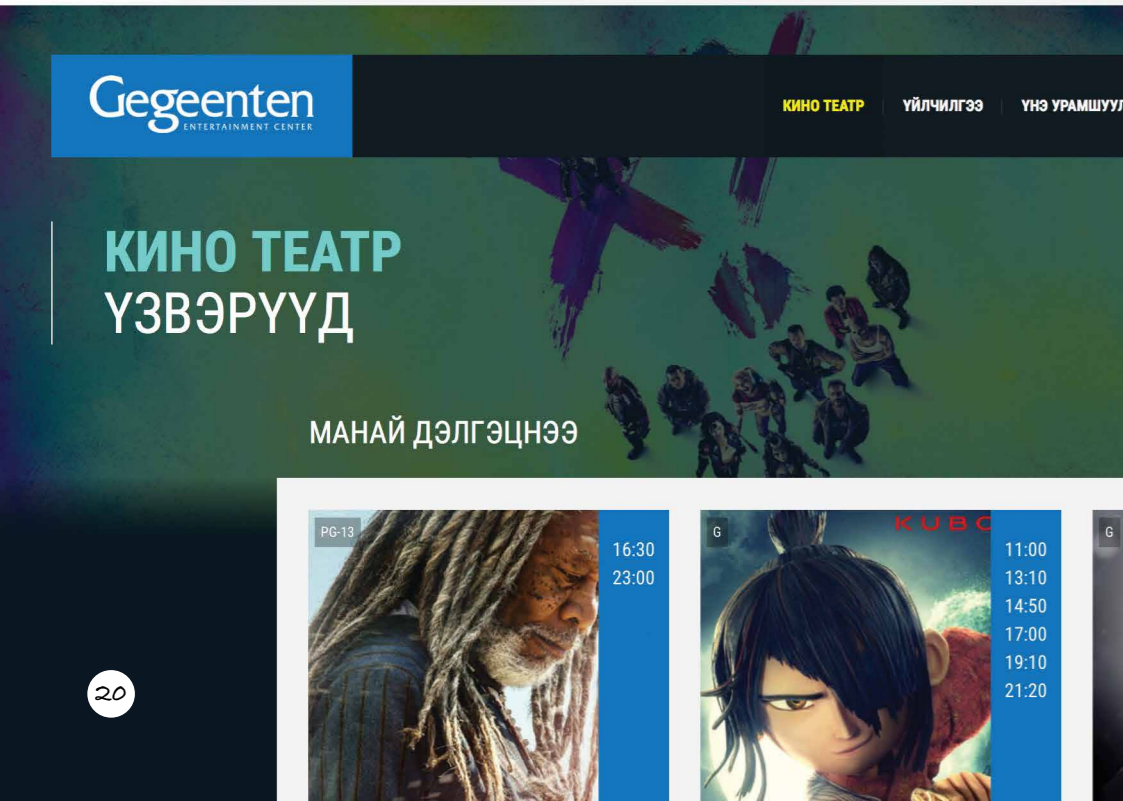 Gegeenten
ENTERTAINMENT CENTER
КИНО ТЕАТР
ҮЙЛЧИЛГЭЭ
КИНО ТЕАТР
ҮЗВЭРҮҮД
МАНАЙ ДЭЛГЭЦНЭЭ
PG-13
16:30
23:00
G
KUBO
11:00
13:10
14:50
17:00
19:10
21:20
G
20